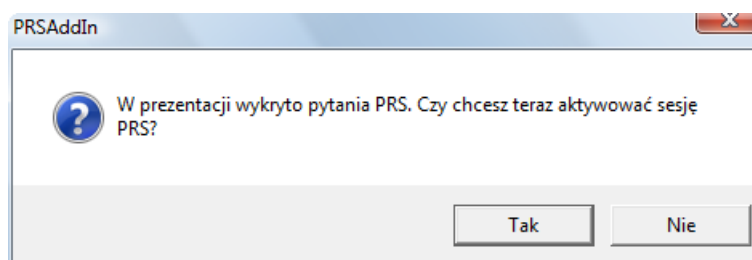 PRSAddIn
W prezentacji wykryto pytania PRS. Czy chcesz teraz aktywować sesję
PRS?
Tak
Nie